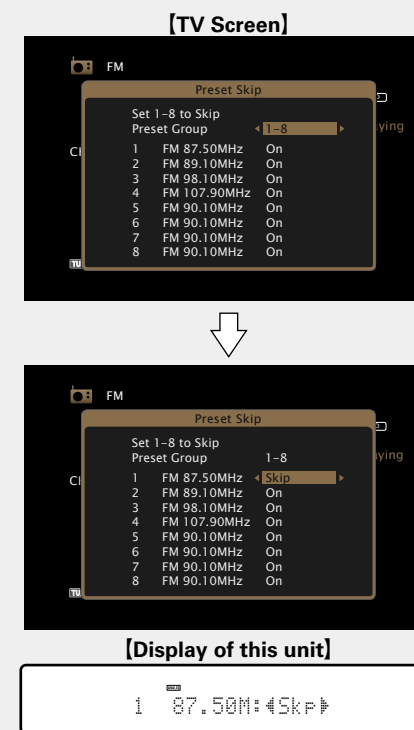 【TV Screen】
FM
Preset Skip
Set 1–8 to Skip
Preset Group 1–8
1 FM 87.50MHz On
2 FM 89.10MHz On
3 FM 98.10MHz On
4 FM 107.90MHz On
5 FM 90.10MHz On
6 FM 90.10MHz On
7 FM 90.10MHz On
8 FM 90.10MHz On
CH
ying
TU
FM
Preset Skip
Set 1–8 to Skip
Preset Group 1–8
1 FM 87.50MHz Skip
2 FM 89.10MHz On
3 FM 98.10MHz On
4 FM 107.90MHz On
5 FM 90.10MHz On
6 FM 90.10MHz On
7 FM 90.10MHz On
8 FM 90.10MHz On
CH
ying
TU
【Display of this unit】
1 87.50M:Skp